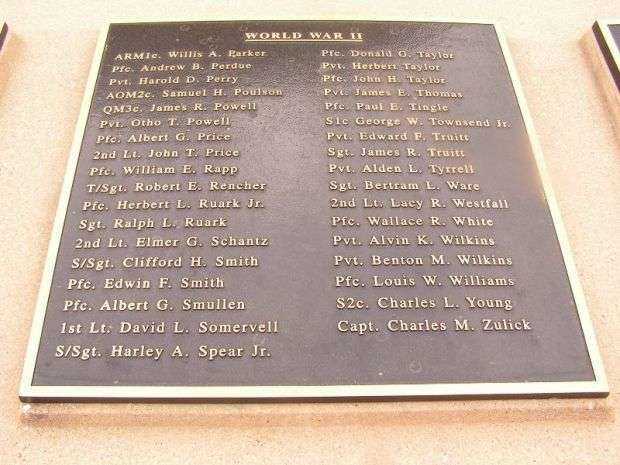 WORLD WAR II
ARM1c. Willis A. Parker
Pfc. Andrew B. Perdue
Pvt. Harold D. Perry
AOM2c. Samuel H. Poulson
QM3c. James R. Powell
Pvt. Otho T. Powell
Pfc. Albert G. Price
2nd Lt. John T. Price
Pfc. William E. Rapp
T/Sgt. Robert E. Rencher
Pfc. Herbert L. Ruark Jr.
Sgt. Ralph L. Ruark
2nd Lt. Elmer G. Schantz
S/Sgt. Clifford H. Smith
Pfc. Edwin F. Smith
Pfc. Albert G. Smullen
1st Lt. David L. Somervell
S/Sgt. Harley A. Spear Jr.
Pfc. Donald G. Taylor
Pvt. Herbert Taylor
Pfc. John H. Taylor
Pvt. James E. Thomas
Pfc. Paul E. Tingle
S1c George W. Townsend Jr.
Pvt. Edward F. Truitt
Sgt. James R. Truitt
Pvt. Alden L. Tyrrell
Sgt. Bertram L. Ware
2nd Lt. Lacy R. Westfall
Pfc. Wallace R. White
Pvt. Alvin K. Wilkins
Pvt. Benton M. Wilkins
Pfc. Louis W. Williams
S2c. Charles L. Young
Capt. Charles M. Zulick